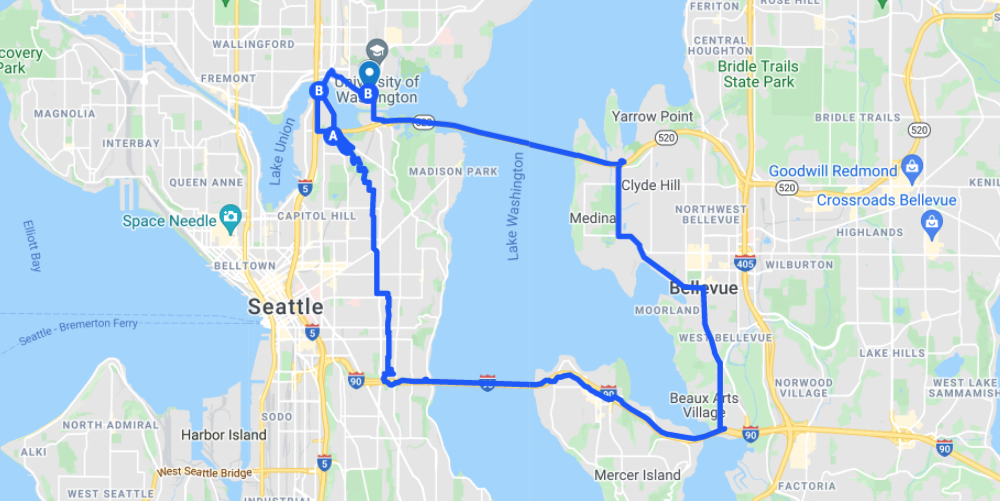 ROSE HILL
FERITON
WALLINGFORD
CENTRAL
HOUGHTON
covery
Park
University of
Washington
Bridle Trails
State Park
FREMONT
B
B
MAGNOLIA
Yarrow Point
BRIDLE TRAILS
520
520
520
A
INTERBAY
Lake Union
MADISON PARK
Goodwill Redmond
QUEEN ANNE
5
Clyde Hill
520
KENIL
Crossroads Bellevue
Space Needle
CAPITOL HILL
Lake Washington
Medina
NORTHWEST
BELLEVUE
HIGHLANDS
Elliott Bay
BELLTOWN
405
WILBURTON
Bellevue
Seattle
MOORLAND
Seattle - Bremerton Ferry
5
WEST BELLEVUE
LAKE HILLS
90
90
NORWOOD
VILLAGE
WEST LAKE
SAMMAMISH
Beaux Arts
Village
SODO
NORTH ADMIRAL
Harbor Island
90
90
ALKI
5
West Seattle Bridge
Mercer Island
FACTORIA
WEST SEATTLE
INDUSTRIAL